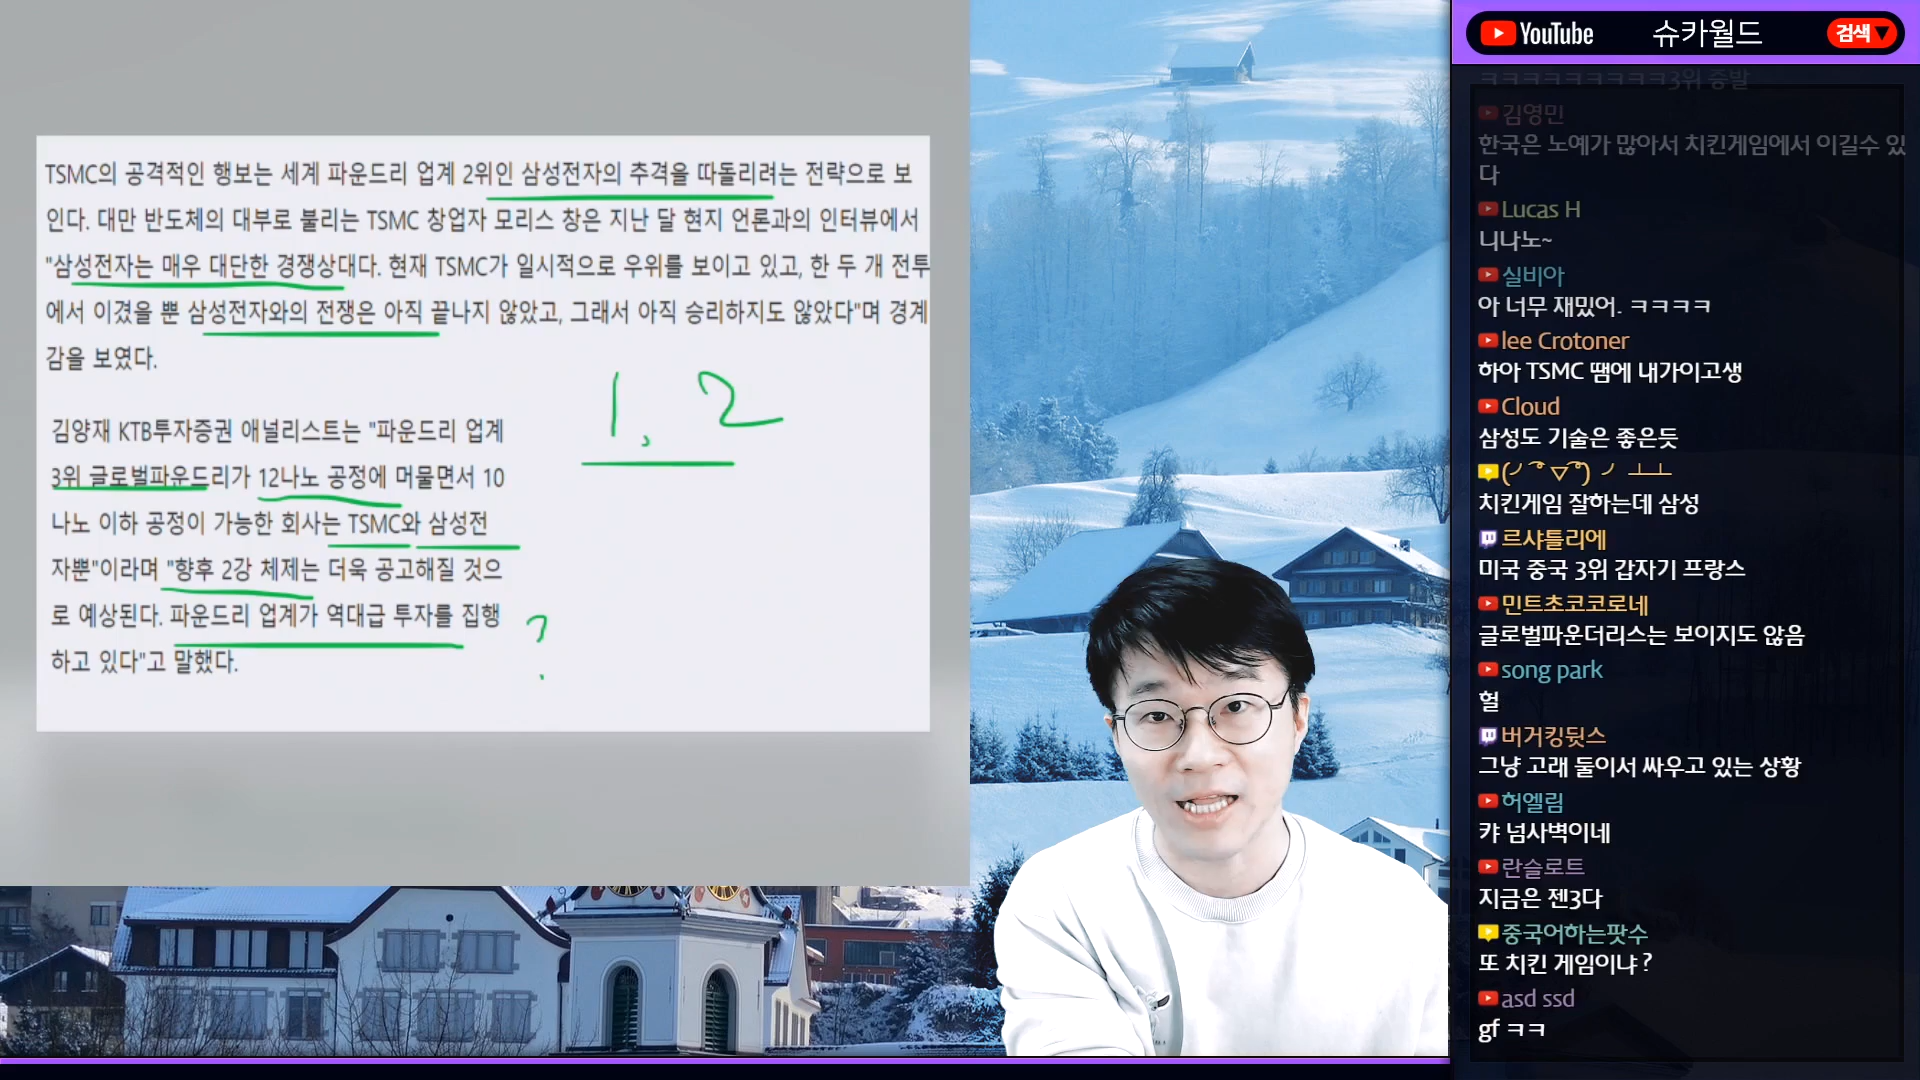 TSMC의 공격적인 행보는 세계 파운드리 업계 2위인 삼성전자의 추격을 따돌리려는 전략으로 보
인다. 대만 반도체의 대부로 불리는 TSMC 창업자 모리스 창은 지난 달 현지 언론과의 인터뷰에서
"삼성전자는 매우 대단한 경쟁상대다. 현재 TSMC가 일시적으로 우위를 보이고 있고, 한 두 개 전투
에서 이겼을 뿐 삼성전자와의 전쟁은 아직 끝나지 않았고, 그래서 아직 승리하지도 않았다"며 경계
감을 보였다.
1, 2
김양재 KTB투자증권 애널리스트는 "파운드리 업계
3위 글로벌파운드리가 12나노 공정에 머물면서 10
나노 이하 공정이 가능한 회사는 TSMC와 삼성전
자뿐"이라며 "향후 2강 체제는 더욱 공고해질 것으
로 예상된다. 파운드리 업계가 역대급 투자를 집행
하고 있다"고 말했다.
?
YouTube 슈카월드 검색▼
ㅋㅋㅋㅋㅋㅋㅋㅋㅋ3위 증발
김영민
한국은 노예가 많아서 치킨게임에서 이길수 있
다
Lucas H
니나노~
실비아
아 너무 재밌어. ㅋㅋㅋㅋ
lee Crotoner
하아 TSMC 땜에 내가이고생
Cloud
삼성도 기술은 좋은듯
(╯ ͡° ▽ ͡°) ╯ ┴┴
치킨게임 잘하는데 삼성
르샤틀리에
미국 중국 3위 갑자기 프랑스
민트초코코로네
글로벌파운더리스는 보이지도 않음
song park
헐
버거킹뒺스
그냥 고래 둘이서 싸우고 있는 상황
허엘림
캬 넘사벽이네
란슬로트
지금은 젠3다
중국어하는팟수
또 치킨 게임이냐?
asd ssd
gf ㅋㅋ